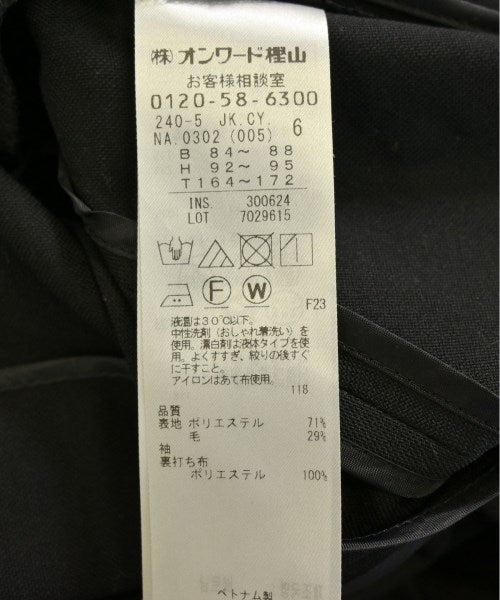 (株)オンワード樫山
お客様相談室
0120-58-6300
240-5 JK.CY.
NA.0302 (005) 6
B 84～ 88
H 92～ 95
T 164～172
INS. 300624
LOT 7029615
F W
F23
液温は30℃以下。
中性洗剤（おしゃれ着洗い）を
使用。漂白剤は液体タイプを使
用。よくすすぎ、絞りの後すぐ
に干すこと。
アイロンはあて布使用。
118
品質
表地 ポリエステル 71%
毛 29%
袖
裏打ち布
ポリエステル 100%
ベトナム製